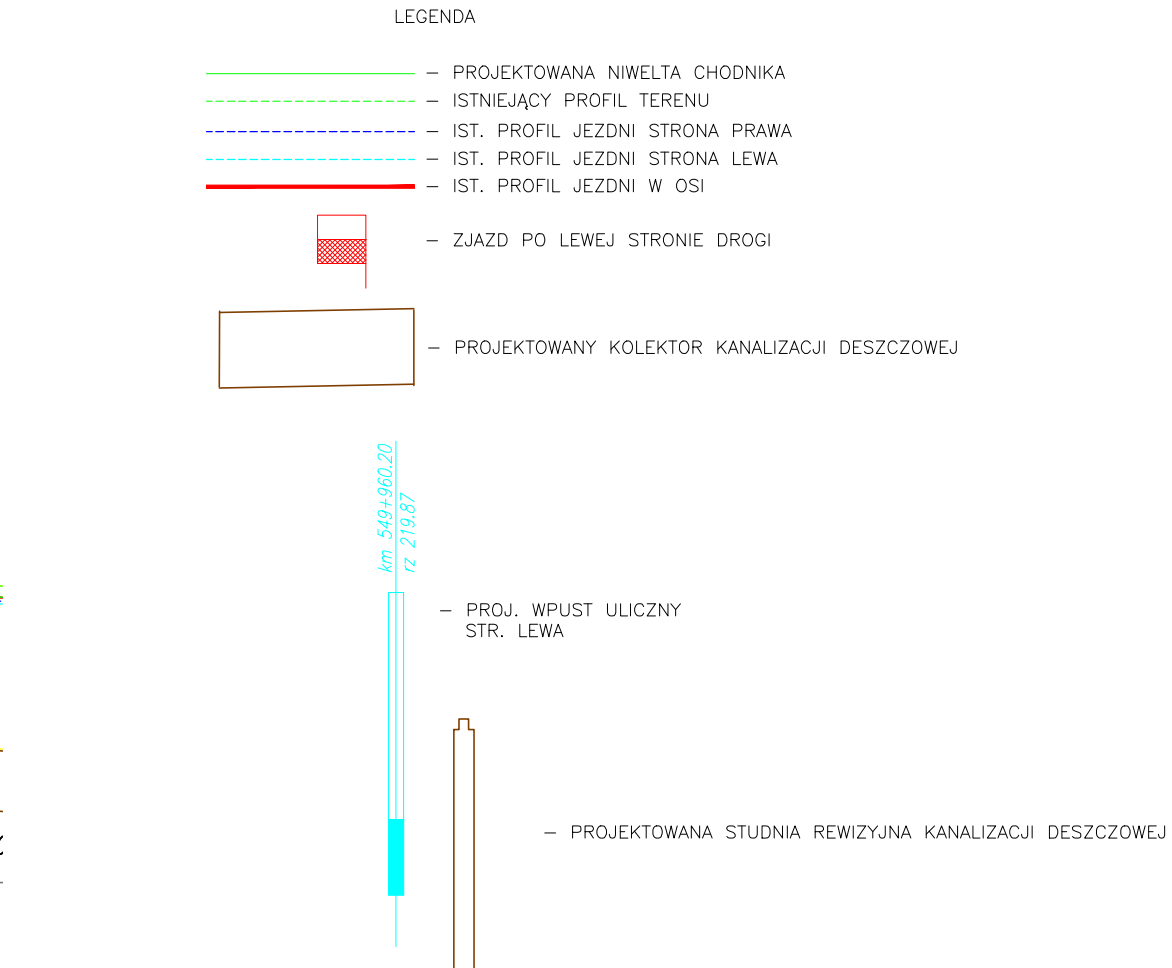 LEGENDA
– PROJEKTOWANA NIWELTA CHODNIKA
– ISTNIEJĄCY PROFIL TERENU
– IST. PROFIL JEZDNI STRONA PRAWA
– IST. PROFIL JEZDNI STRONA LEWA
– IST. PROFIL JEZDNI W OSI
– ZJAZD PO LEWEJ STRONIE DROGI
– PROJEKTOWANY KOLEKTOR KANALIZACJI DESZCZOWEJ
km 549+960.20
rz 219.87
– PROJ. WPUST ULICZNY
STR. LEWA
– PROJEKTOWANA STUDNIA REWIZYJNA KANALIZACJI DESZCZOWEJ